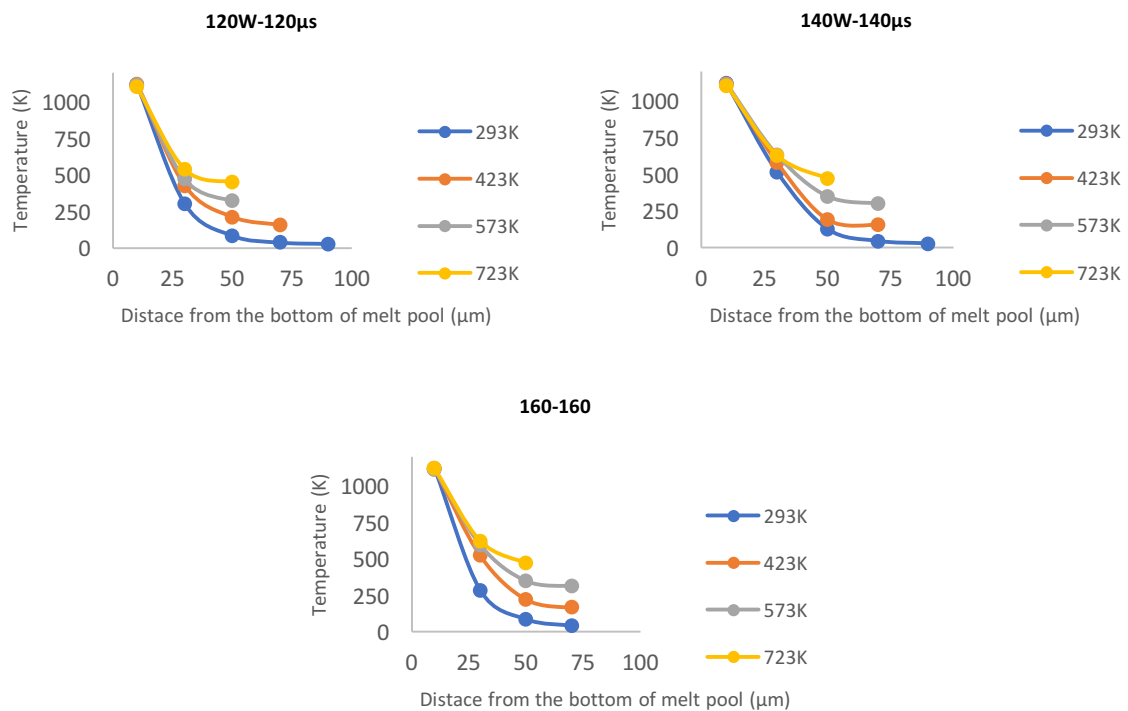 120W-120μs
Temperature (K)
1000
750
500
250
0
0 25 50 75 100
Distace from the bottom of melt pool (μm)
293K
423K
573K
723K
140W-140μs
Temperature (K)
1000
750
500
250
0
0 25 50 75 100
Distace from the bottom of melt pool (μm)
293K
423K
573K
723K
160-160
Temperature (K)
1000
750
500
250
0
0 25 50 75 100
Distace from the bottom of melt pool (μm)
293K
423K
573K
723K